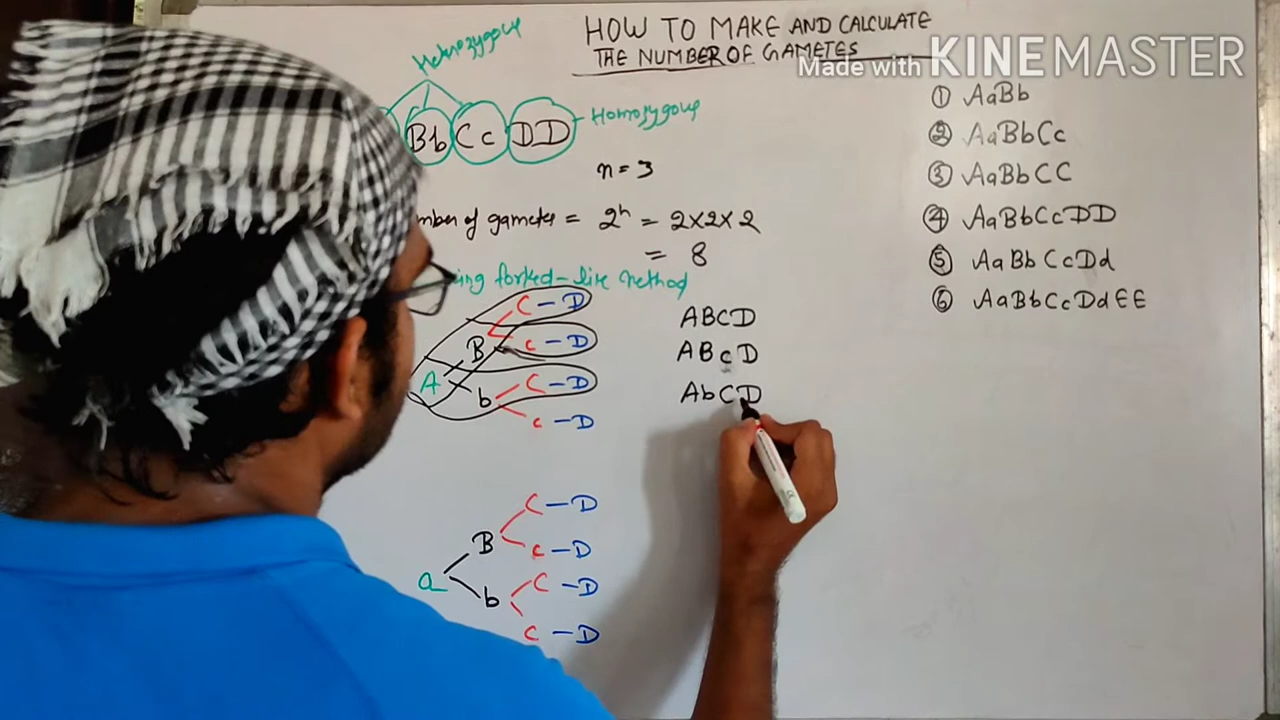 HOW TO MAKE AND CALCULATE
THE NUMBER OF GAMETES
Made with KINEMASTER
Heterozygous
Bb Cc DD - Homozygous
n = 3
of gametes = 2ⁿ = 2×2×2
= 8
forked-line method
C-D
B
c-D
A
C-D
b
c-D
ABCD
ABcD
AbCD
C-D
B
c-D
a
C-D
b
c-D
① AaBb
② AaBbCc
③ AaBbCC
④ AaBbCcDD
⑤ AaBbCcDd
⑥ AaBbCcDdEE